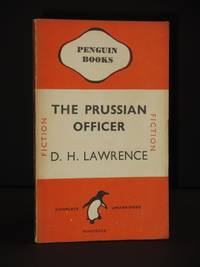 PENGUIN
BOOKS
THE PRUSSIAN
OFFICER
FICTION
FICTION
D. H. LAWRENCE
COMPLETE UNABRIDGED